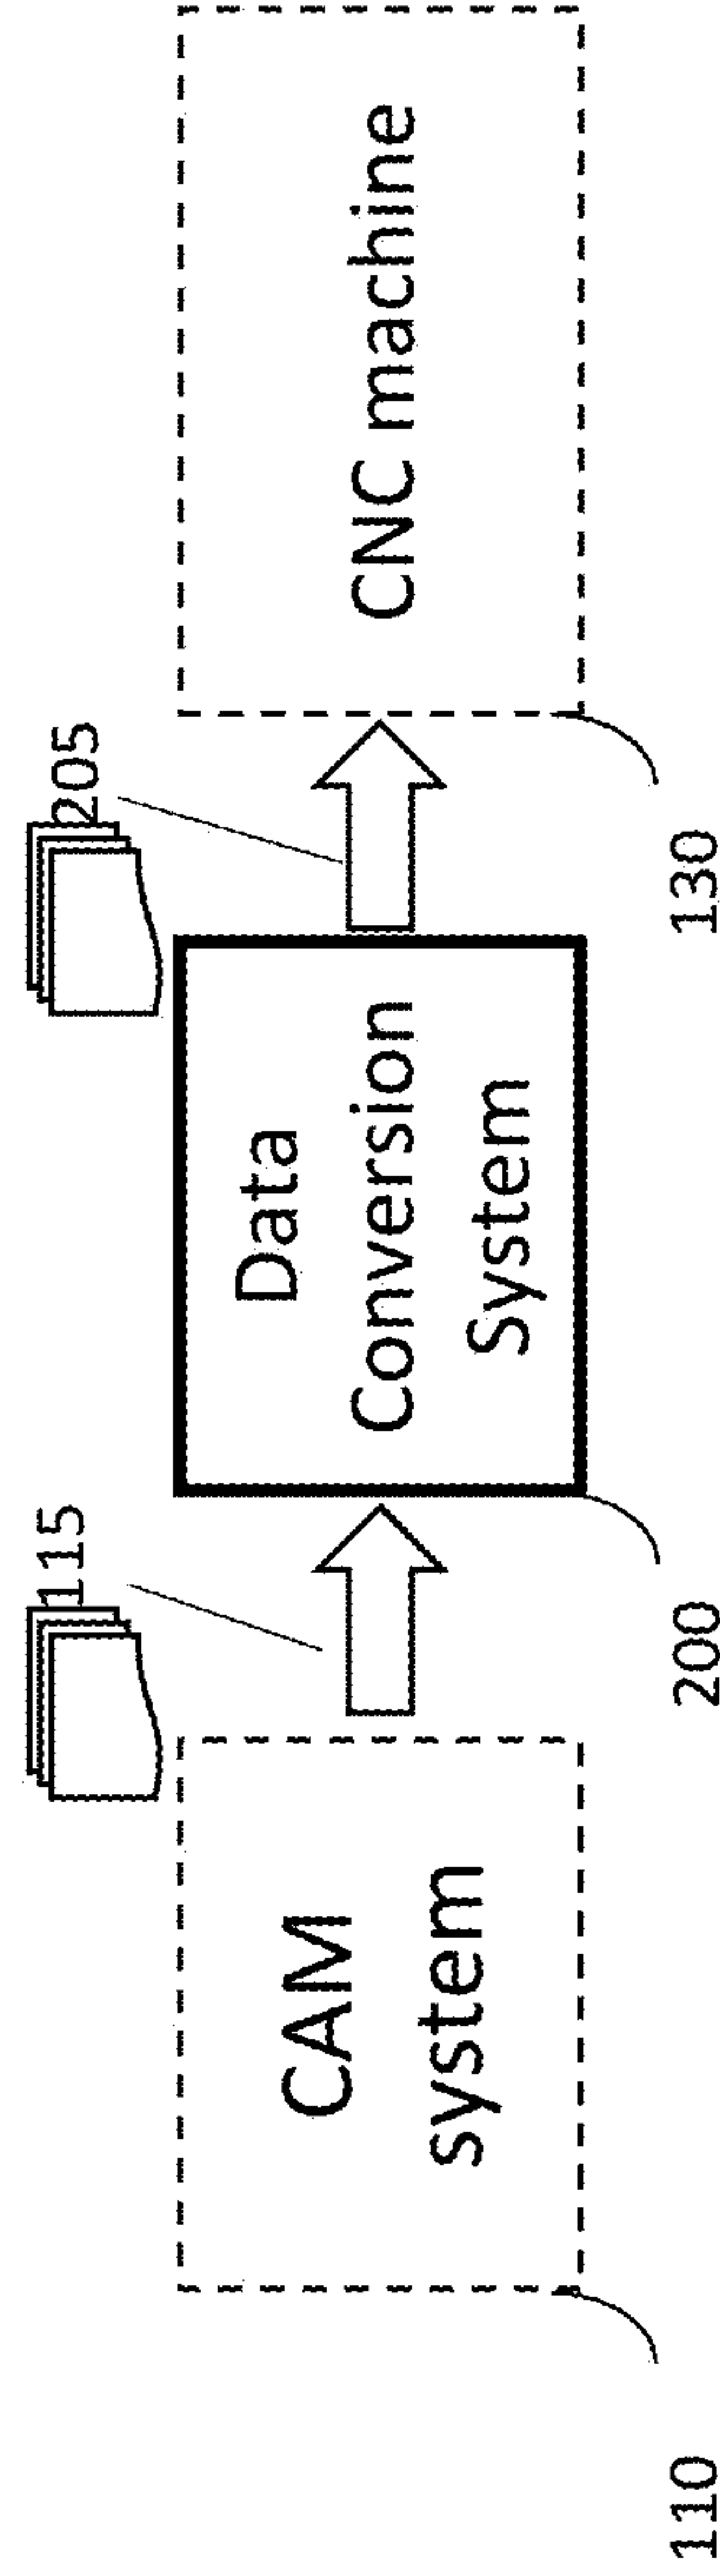 115
205
CAM
system
Data
Conversion
System
CNC machine
110
200
130